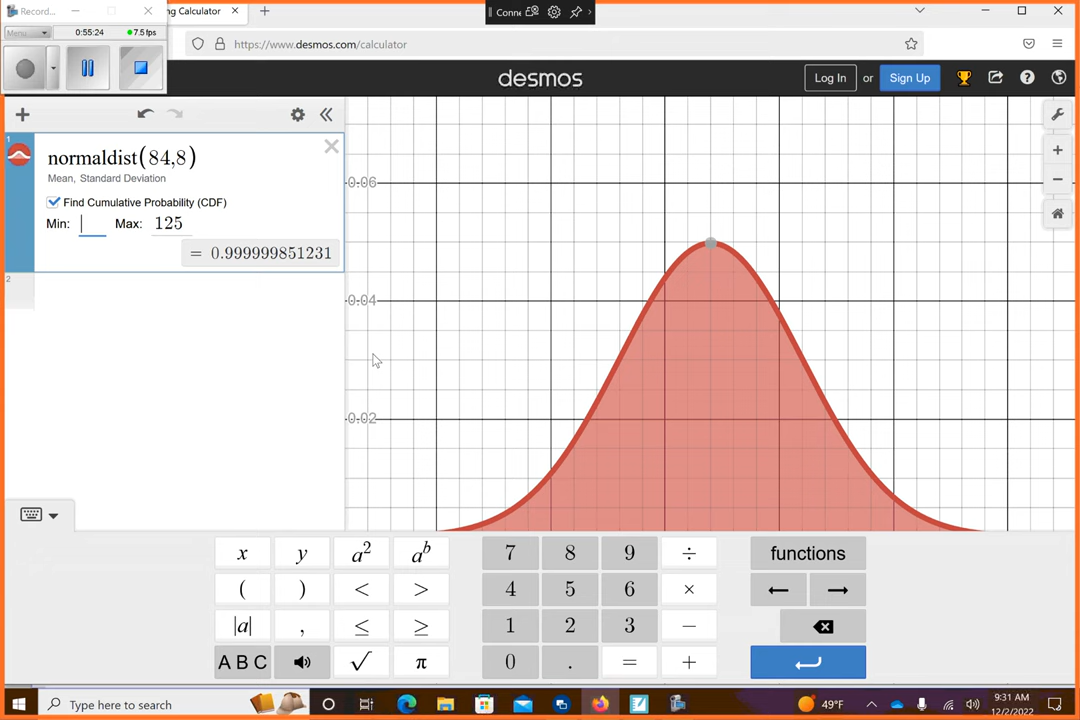 Record...
Menu
0:55:24
7.5 fps
ng Calculator
Conne
https://www.desmos.com/calculator
desmos
Log In or Sign Up
1
normaldist(84,8)
Mean, Standard Deviation
Find Cumulative Probability (CDF)
Min: Max: 125
= 0.999999851231
2
0.06
0.04
0.02
x y a² aᵇ 7 8 9 ÷ functions
( ) < > 4 5 6 × ← →
|a| , ≤ ≥ 1 2 3 −
A B C √ π 0 . = +
Type here to search
49°F
9:31 AM
12/2/2022